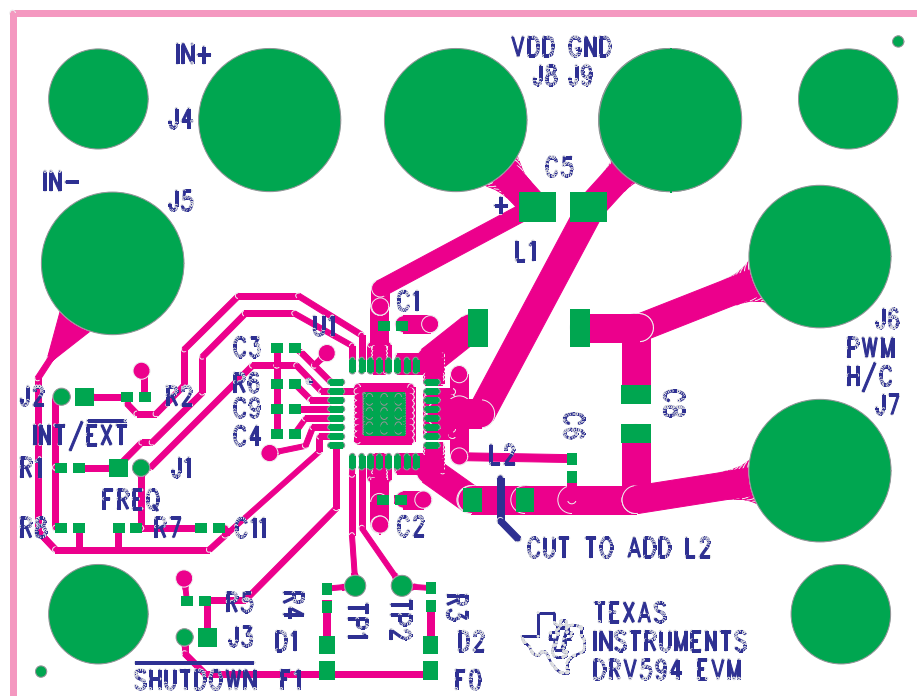 IN+
VDD GND
J8 J9
J4
C5
IN-
J5
+
L1
C1
U1
J6
PWM
H/C
J7
C3
R6
J2
R2
C9
C8
INT/EXT
C4
C6
R1
J1
L2
FREQ
R8
R7
C11
C2
CUT TO ADD L2
R5
R4
TP1
TP2
R3
J3
D1
D2
TEXAS
INSTRUMENTS
DRV594 EVM
SHUTDOWN
F1
F0